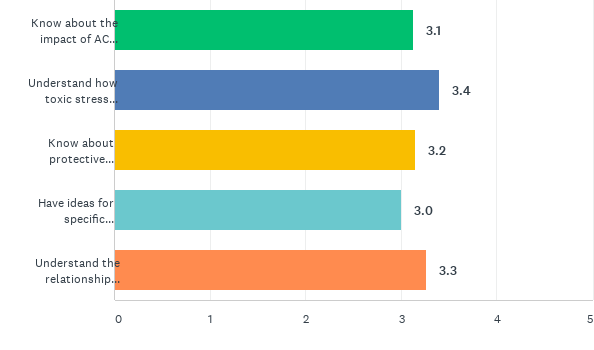 Know about the
impact of AC...
3.1
Understand how
toxic stress...
3.4
Know about
protective...
3.2
Have ideas for
specific...
3.0
Understand the
relationship...
3.3
0 1 2 3 4 5